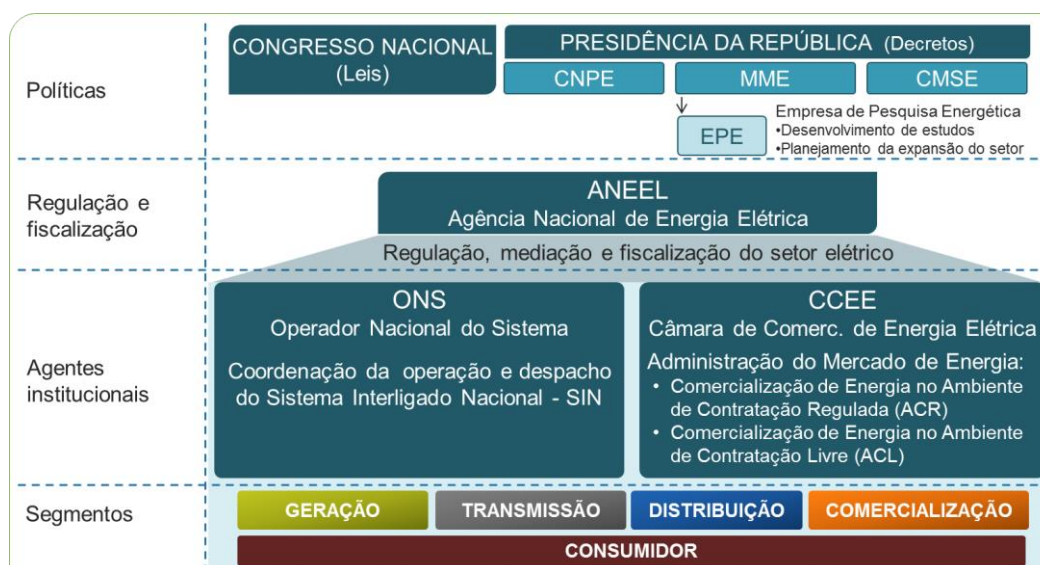 Políticas
CONGRESSO NACIONAL
(Leis)
PRESIDÊNCIA DA REPÚBLICA (Decretos)
CNPE
MME
CMSE
EPE
Empresa de Pesquisa Energética
•Desenvolvimento de estudos
•Planejamento da expansão do setor
Regulação e
fiscalização
ANEEL
Agência Nacional de Energia Elétrica
Regulação, mediação e fiscalização do setor elétrico
Agentes
institucionais
ONS
Operador Nacional do Sistema
Coordenação da operação e despacho
do Sistema Interligado Nacional - SIN
CCEE
Câmara de Comerc. de Energia Elétrica
Administração do Mercado de Energia:
• Comercialização de Energia no Ambiente
de Contratação Regulada (ACR)
• Comercialização de Energia no Ambiente
de Contratação Livre (ACL)
Segmentos
GERAÇÃO
TRANSMISSÃO
DISTRIBUIÇÃO
COMERCIALIZAÇÃO
CONSUMIDOR